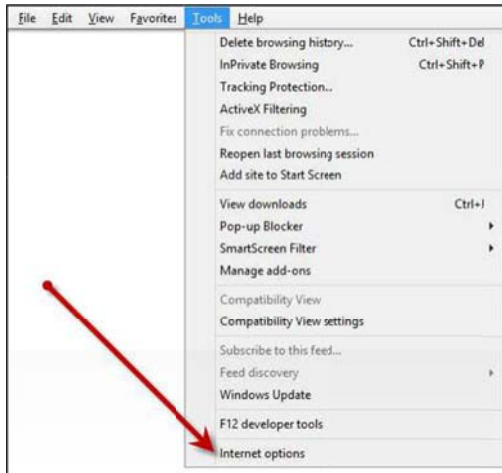 File Edit View Favorites Tools Help
Delete browsing history... Ctrl+Shift+Del
InPrivate Browsing Ctrl+Shift+P
Tracking Protection..
ActiveX Filtering
Fix connection problems...
Reopen last browsing session
Add site to Start Screen
View downloads Ctrl+J
Pop-up Blocker
SmartScreen Filter
Manage add-ons
Compatibility View
Compatibility View settings
Subscribe to this feed...
Feed discovery
Windows Update
F12 developer tools
Internet options